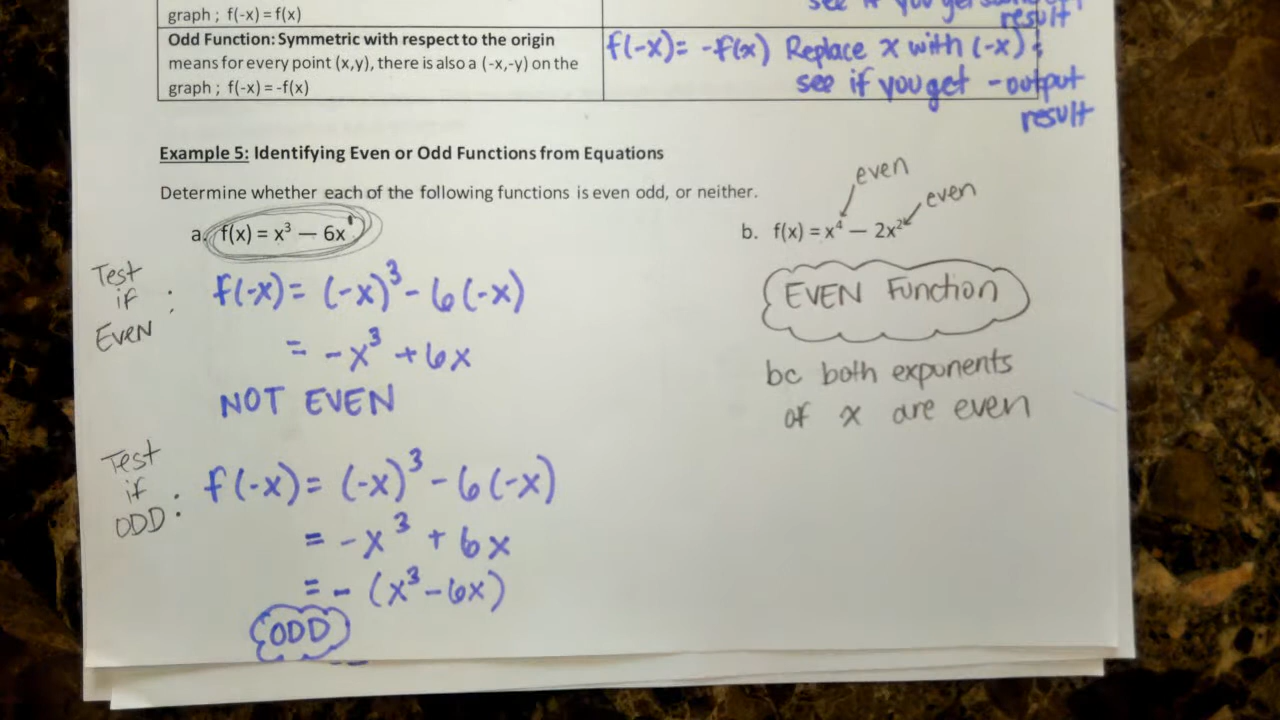 graph ; f(-x) = f(x)
result
Odd Function: Symmetric with respect to the origin
means for every point (x,y), there is also a (-x,-y) on the
graph ; f(-x) = -f(x)
f(-x) = -f(x) Replace x with (-x) &
see if you get -output
result
Example 5: Identifying Even or Odd Functions from Equations
Determine whether each of the following functions is even odd, or neither.
even
even
a. f(x) = x³ — 6x¹
b. f(x) = x⁴ — 2x²
Test
if
EVEN :
f(-x) = (-x)³ - 6(-x)
= -x³ + 6x
NOT EVEN
EVEN Function
bc both exponents
of x are even
Test
if
ODD :
f(-x) = (-x)³ - 6(-x)
= -x³ + 6x
= - (x³ - 6x)
ODD